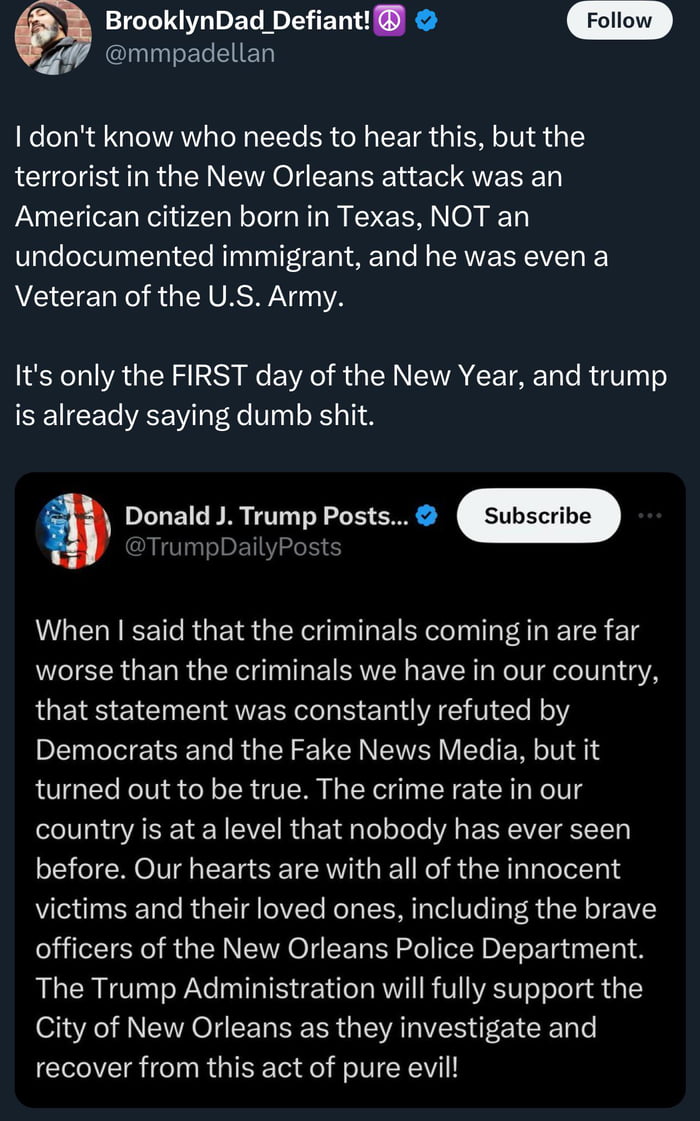 BrooklynDad_Defiant!☮️
Follow
@mmpadellan
I don't know who needs to hear this, but the
terrorist in the New Orleans attack was an
American citizen born in Texas, NOT an
undocumented immigrant, and he was even a
Veteran of the U.S. Army.
It's only the FIRST day of the New Year, and trump
is already saying dumb shit.
Donald J. Trump Posts...
Subscribe
@TrumpDailyPosts
When I said that the criminals coming in are far
worse than the criminals we have in our country,
that statement was constantly refuted by
Democrats and the Fake News Media, but it
turned out to be true. The crime rate in our
country is at a level that nobody has ever seen
before. Our hearts are with all of the innocent
victims and their loved ones, including the brave
officers of the New Orleans Police Department.
The Trump Administration will fully support the
City of New Orleans as they investigate and
recover from this act of pure evil!